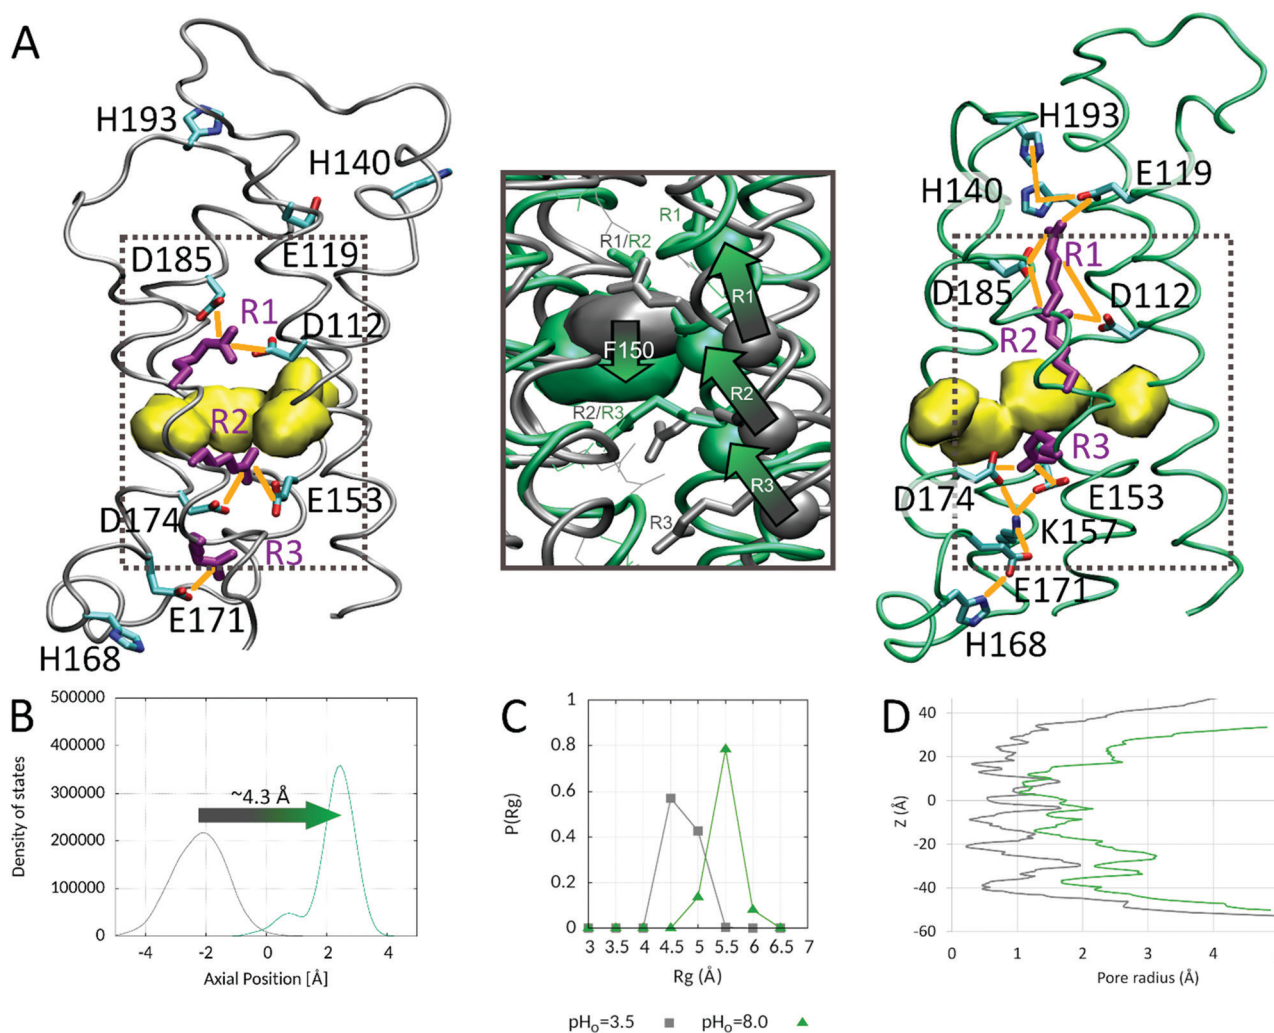 A
H193
H140
E119
D185
R1
D112
R2
E153
D174
R3
E171
H168
R1
R1/R2
R1
F150
R2
R2/R3
R3
R3
H193
H140
E119
R1
D185
D112
R2
R3
D174
E153
K157
E171
H168
B
500000
400000
300000
200000
100000
0
Density of states
~4.3 Å
-4 -2 0 2 4
Axial Position [Å]
C
1
0.8
0.6
0.4
0.2
0
P(Rg)
3 3.5 4 4.5 5 5.5 6 6.5 7
Rg (Å)
D
40
20
0
-20
-40
-60
Z (Å)
0 1 2 3 4
Pore radius (Å)
pHo=3.5 pHo=8.0